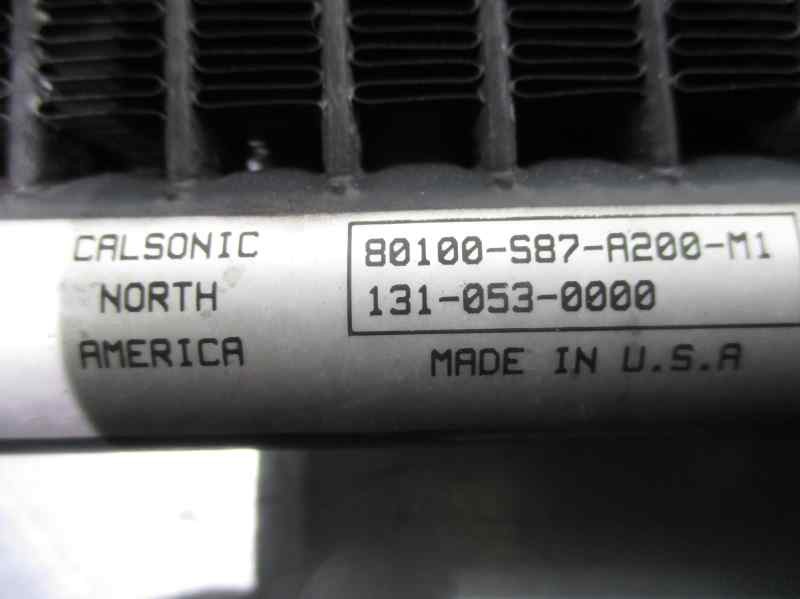 CALSONIC
NORTH
AMERICA
80100-S87-A200-M1
131-053-0000
MADE IN U.S.A